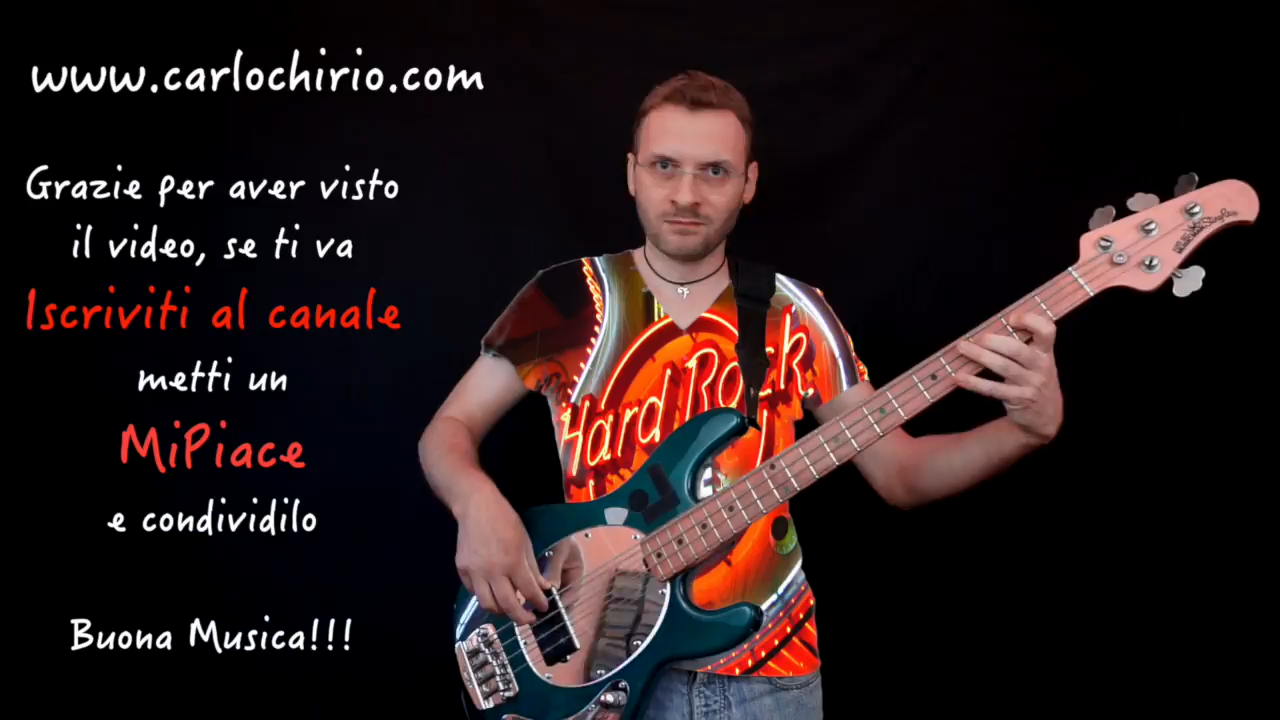 www.carlochirio.com
Grazie per aver visto
il video, se ti va
Iscriviti al canale
metti un
MiPiace
e condividilo
Buona Musica!!!
Hard Rock